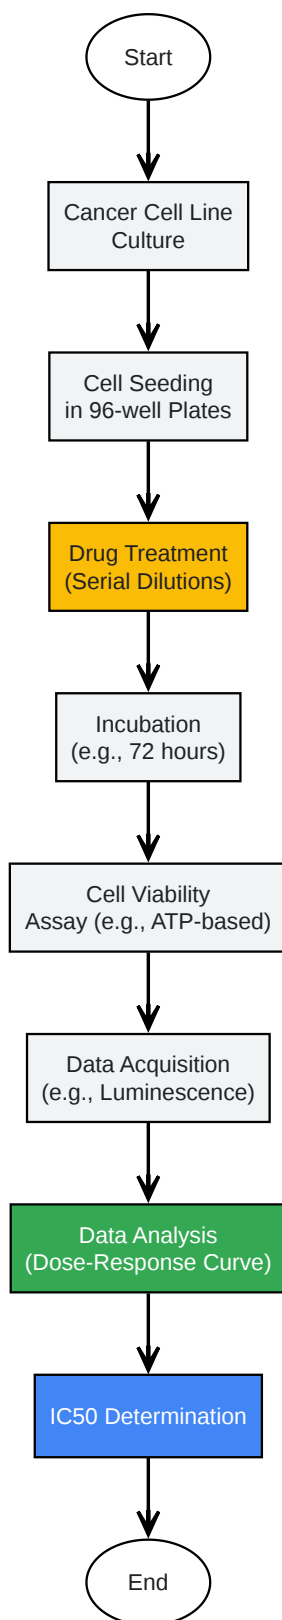 Start
Cancer Cell Line
Culture
Cell Seeding
in 96-well Plates
Drug Treatment
(Serial Dilutions)
Incubation
(e.g., 72 hours)
Cell Viability
Assay (e.g., ATP-based)
Data Acquisition
(e.g., Luminescence)
Data Analysis
(Dose-Response Curve)
IC50 Determination
End